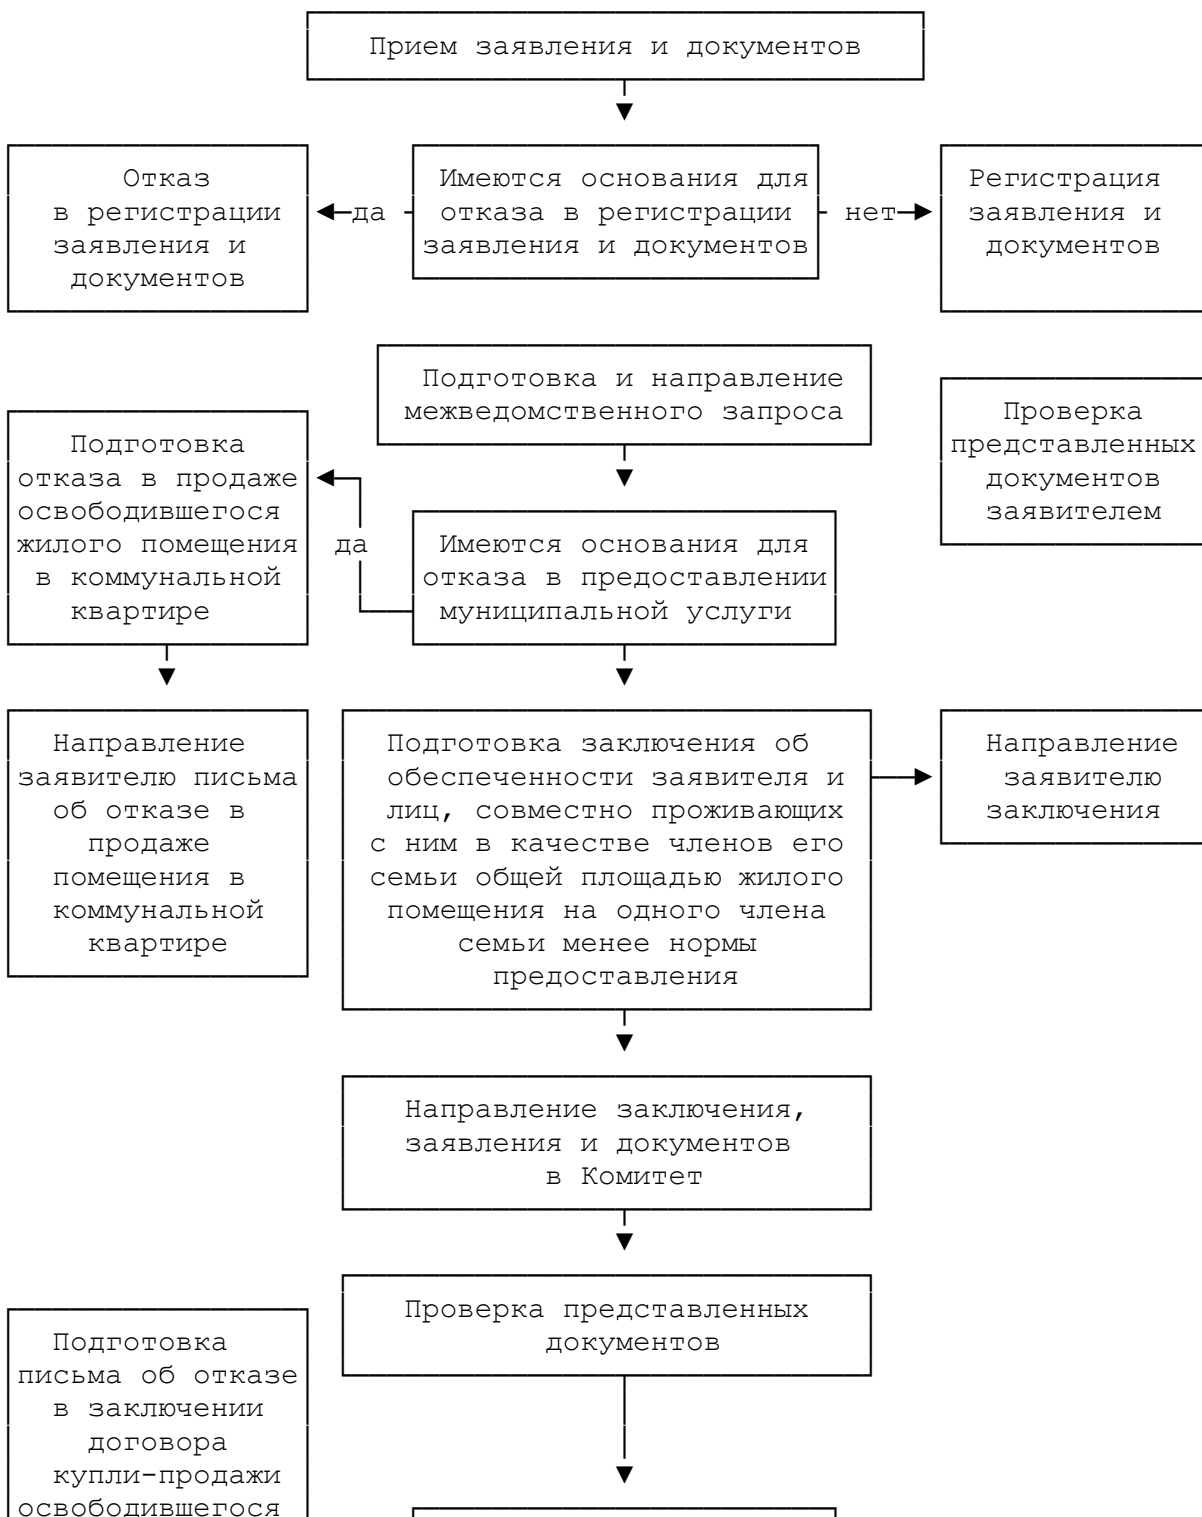 Прием заявления и документов
Отказ
в регистрации
заявления и
документов
да
Имеются основания для
отказа в регистрации
заявления и документов
нет
Регистрация
заявления и
документов
Подготовка и направление
межведомственного запроса
Проверка
представленных
документов
заявителем
Подготовка
отказа в продаже
освободившегося
жилого помещения
в коммунальной
квартире
да
Имеются основания для
отказа в предоставлении
муниципальной услуги
Направление
заявителю письма
об отказе в
продаже
помещения в
коммунальной
квартире
Подготовка заключения об
обеспеченности заявителя и
лиц, совместно проживающих
с ним в качестве членов его
семьи общей площадью жилого
помещения на одного члена
семьи менее нормы
предоставления
Направление
заявителю
заключения
Направление заключения,
заявления и документов
в Комитет
Проверка представленных
документов
Подготовка
письма об отказе
в заключении
договора
купли-продажи
освободившегося